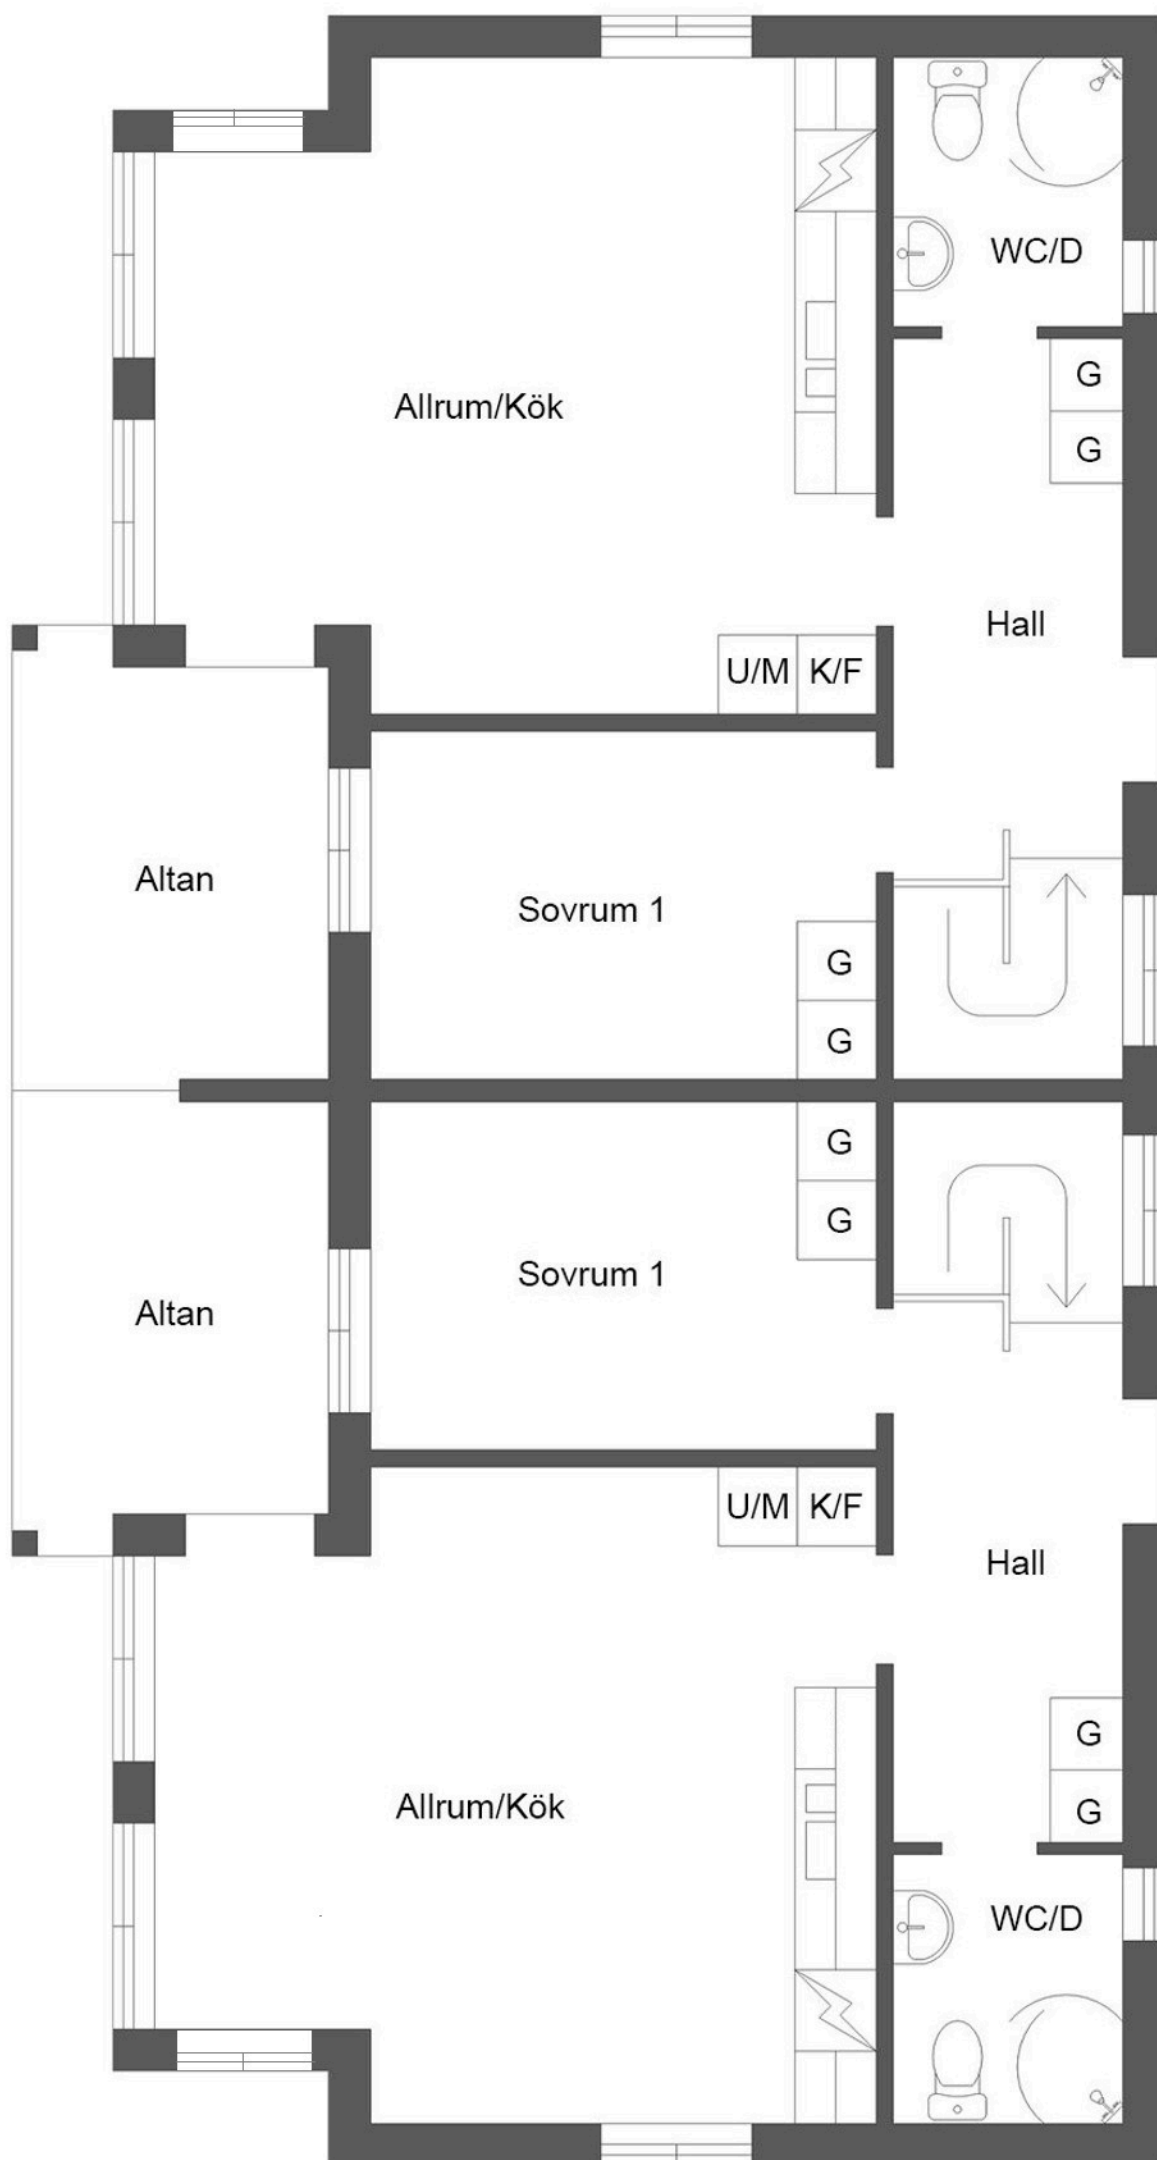 WC/D
G
Allrum/Kök
G
Hall
U/M K/F
Altan
Sovrum 1
G
G
G
G
Sovrum 1
Altan
U/M K/F
Hall
G
Allrum/Kök
G
WC/D